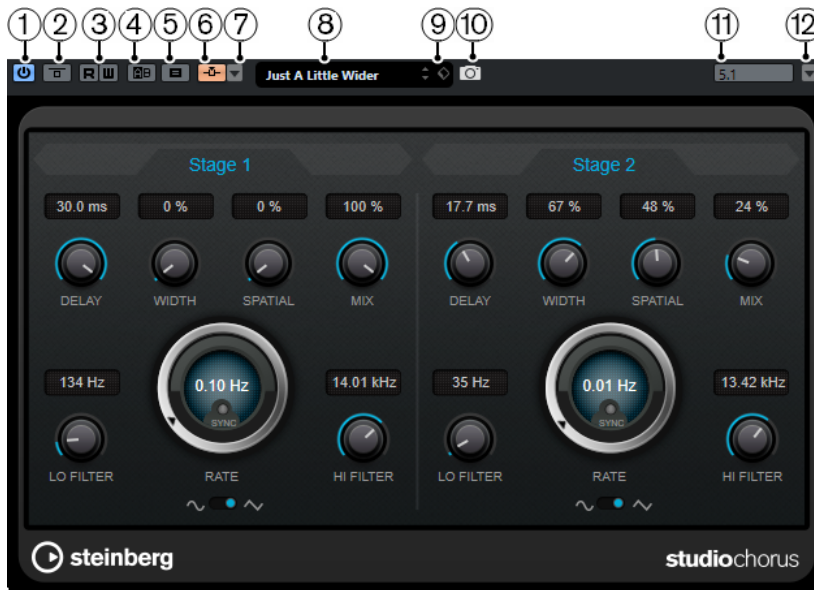 1 2 3 4 5 6 7 8 9 10 11 12
R W A B Just A Little Wider 5.1
Stage 1 Stage 2
30.0 ms 0 % 0 % 100 % 17.7 ms 67 % 48 % 24 %
DELAY WIDTH SPATIAL MIX DELAY WIDTH SPATIAL MIX
134 Hz 0.10 Hz 14.01 kHz 35 Hz 0.01 Hz 13.42 kHz
SYNC SYNC
LO FILTER RATE HI FILTER LO FILTER RATE HI FILTER
steinberg studiochorus